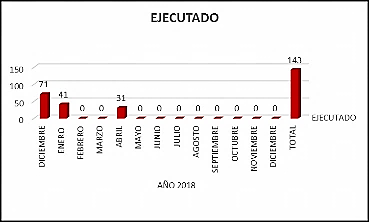 EJECUTADO
150
100
50
0
71 41 0 0 31 0 0 0 0 0 0 0 0 143
DICIEMBRE ENERO FEBRERO MARZO ABRIL MAYO JUNIO JULIO AGOSTO SEPTIEMBRE OCTUBRE NOVIEMBRE DICIEMBRE TOTAL
EJECUTADO
AÑO 2018